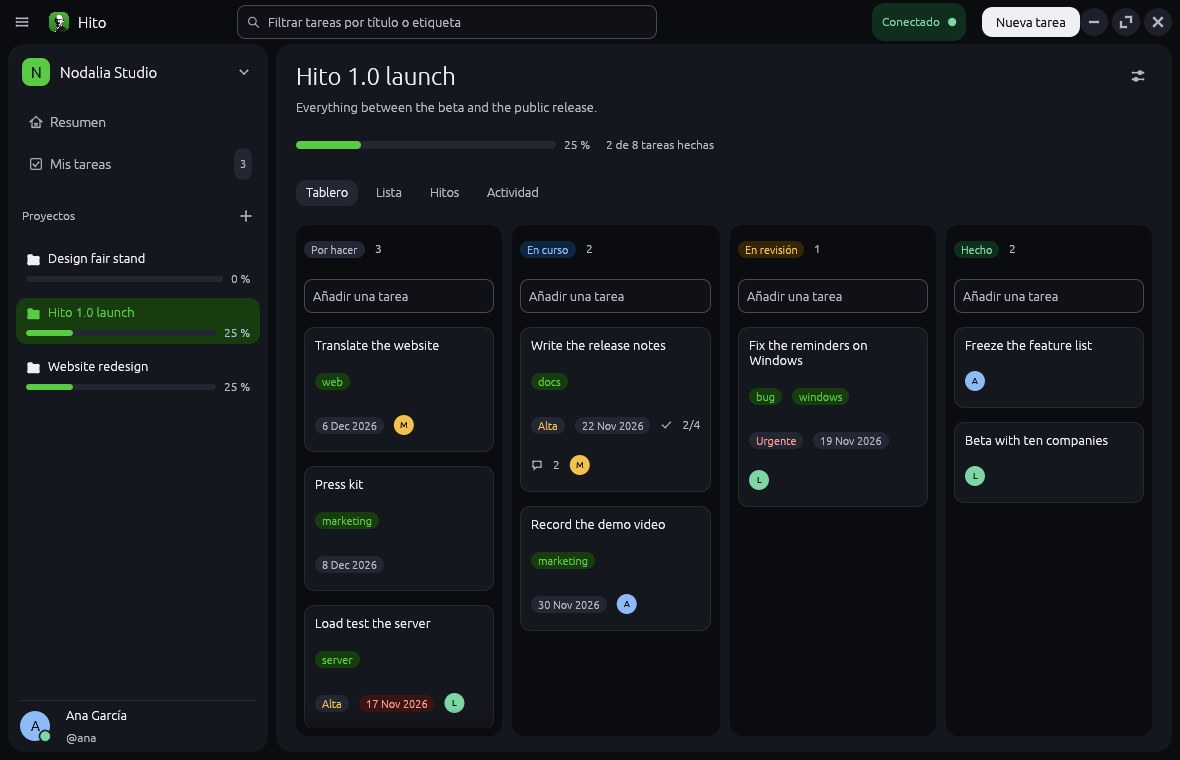 Hito
Filtrar tareas por título o etiqueta
Conectado
Nueva tarea
N
Nodalia Studio
Resumen
Mis tareas
3
Proyectos
Design fair stand
0 %
Hito 1.0 launch
25 %
Website redesign
25 %
A
Ana García
@ana
Hito 1.0 launch
Everything between the beta and the public release.
25 %
2 de 8 tareas hechas
Tablero
Lista
Hitos
Actividad
Por hacer
3
Añadir una tarea
Translate the website
web
6 Dec 2026
M
Press kit
marketing
8 Dec 2026
Load test the server
server
Alta
17 Nov 2026
L
En curso
2
Añadir una tarea
Write the release notes
docs
Alta
22 Nov 2026
2/4
2
M
Record the demo video
marketing
30 Nov 2026
A
En revisión
1
Añadir una tarea
Fix the reminders on
Windows
bug
windows
Urgente
19 Nov 2026
L
Hecho
2
Añadir una tarea
Freeze the feature list
A
Beta with ten companies
L